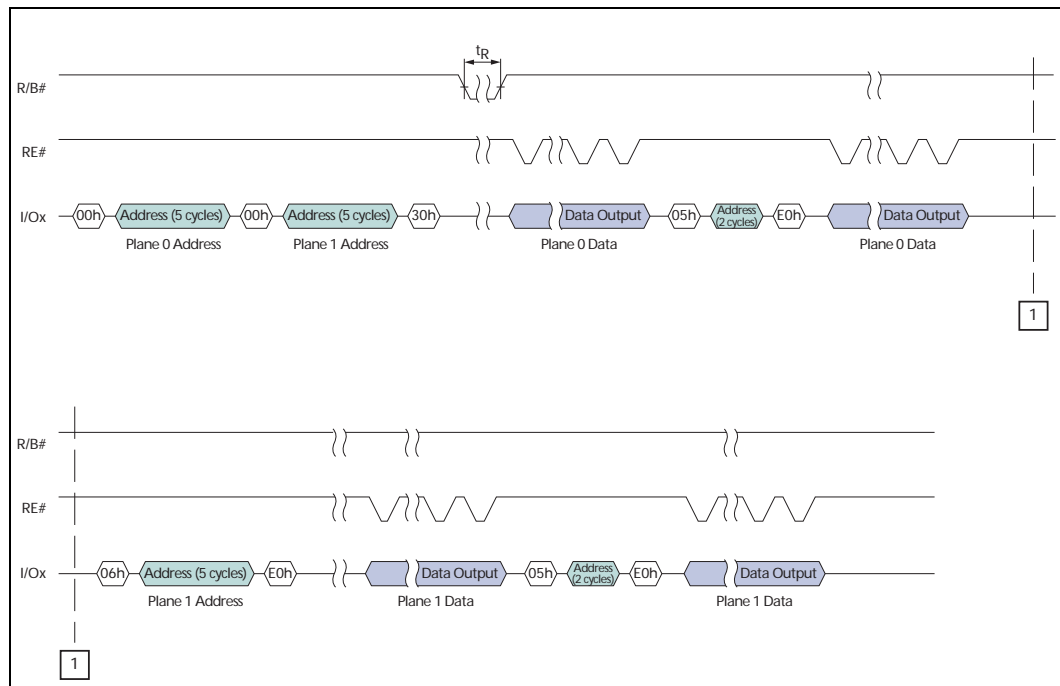 tR
R/B#
RE#
I/Ox 00h Address (5 cycles) 00h Address (5 cycles) 30h Data Output 05h Address (2 cycles) E0h Data Output
Plane 0 Address Plane 1 Address Plane 0 Data Plane 0 Data
1
R/B#
RE#
I/Ox 06h Address (5 cycles) E0h Data Output 05h Address (2 cycles) E0h Data Output
Plane 1 Address Plane 1 Data Plane 1 Data
1